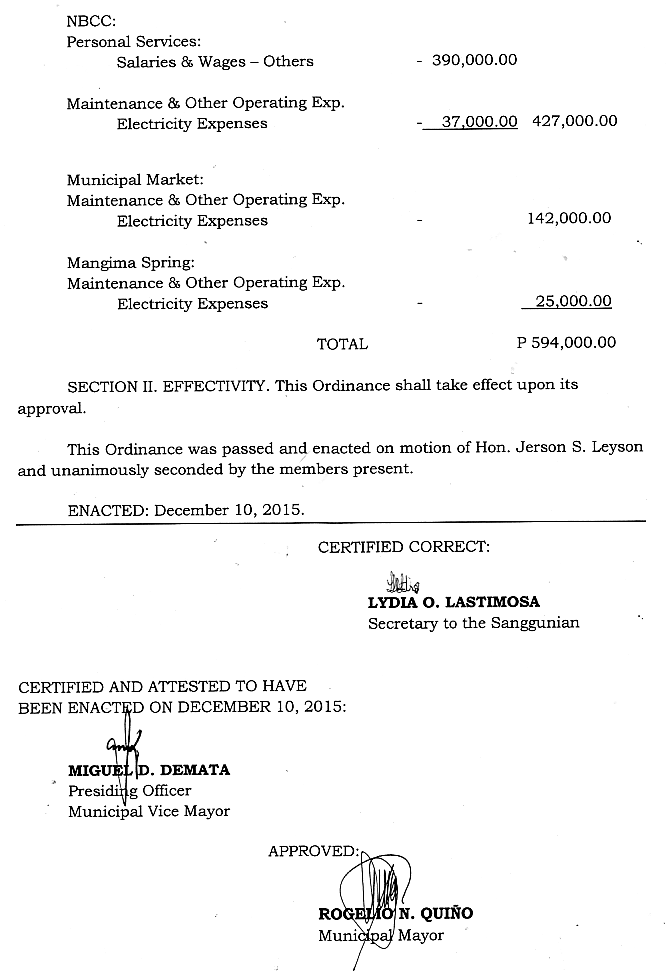 NBCC:
Personal Services:
Salaries & Wages – Others - 390,000.00
Maintenance & Other Operating Exp.
Electricity Expenses - 37,000.00 427,000.00
Municipal Market:
Maintenance & Other Operating Exp.
Electricity Expenses - 142,000.00
Mangima Spring:
Maintenance & Other Operating Exp.
Electricity Expenses - 25,000.00
TOTAL P 594,000.00
SECTION II. EFFECTIVITY. This Ordinance shall take effect upon its
approval.
This Ordinance was passed and enacted on motion of Hon. Jerson S. Leyson
and unanimously seconded by the members present.
ENACTED: December 10, 2015.
CERTIFIED CORRECT:
LYDIA O. LASTIMOSA
Secretary to the Sanggunian
CERTIFIED AND ATTESTED TO HAVE
BEEN ENACTED ON DECEMBER 10, 2015:
MIGUEL D. DEMATA
Presiding Officer
Municipal Vice Mayor
APPROVED:
ROGELIO N. QUIÑO
Municipal Mayor